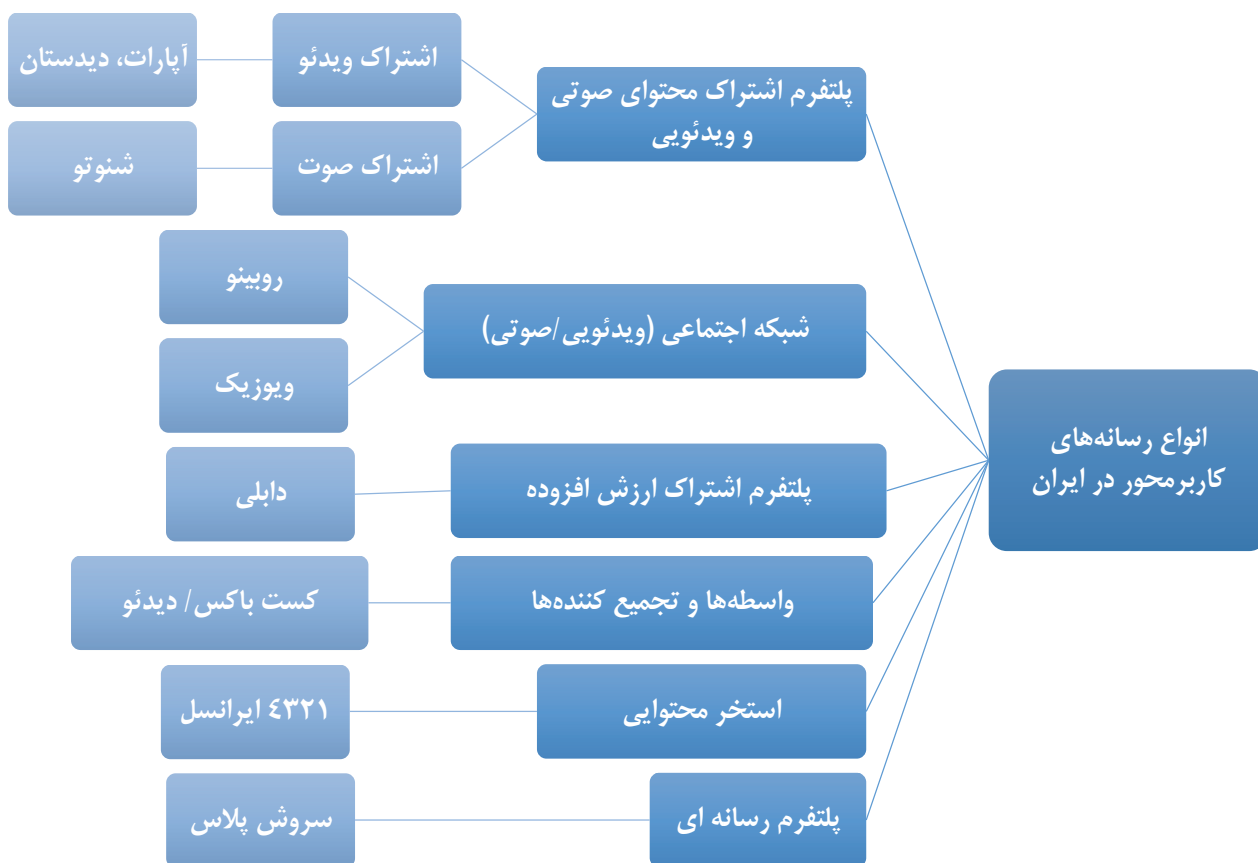 انواع رسانه‌های
کاربرمحور در ایران
پلتفرم اشتراک محتوای صوتی
و ویدئویی
اشتراک ویدئو
آپارات، دیدستان
اشتراک صوت
شنوتو
شبکه اجتماعی (ویدئویی/صوتی)
روبینو
ویوزیک
پلتفرم اشتراک ارزش افزوده
دابلی
واسطه‌ها و تجمیع کننده‌ها
کست باکس/ دیدئو
استخر محتوایی
٤٣٢١ ایرانسل
پلتفرم رسانه ای
سروش پلاس